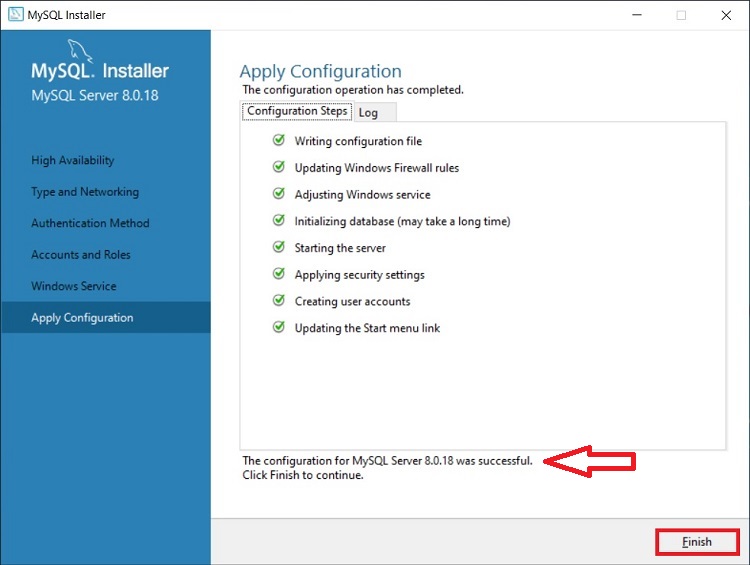 MySQL Installer
MySQL. Installer
MySQL Server 8.0.18
High Availability
Type and Networking
Authentication Method
Accounts and Roles
Windows Service
Apply Configuration
Apply Configuration
The configuration operation has completed.
Configuration Steps Log
Writing configuration file
Updating Windows Firewall rules
Adjusting Windows service
Initializing database (may take a long time)
Starting the server
Applying security settings
Creating user accounts
Updating the Start menu link
The configuration for MySQL Server 8.0.18 was successful.
Click Finish to continue.
Finish